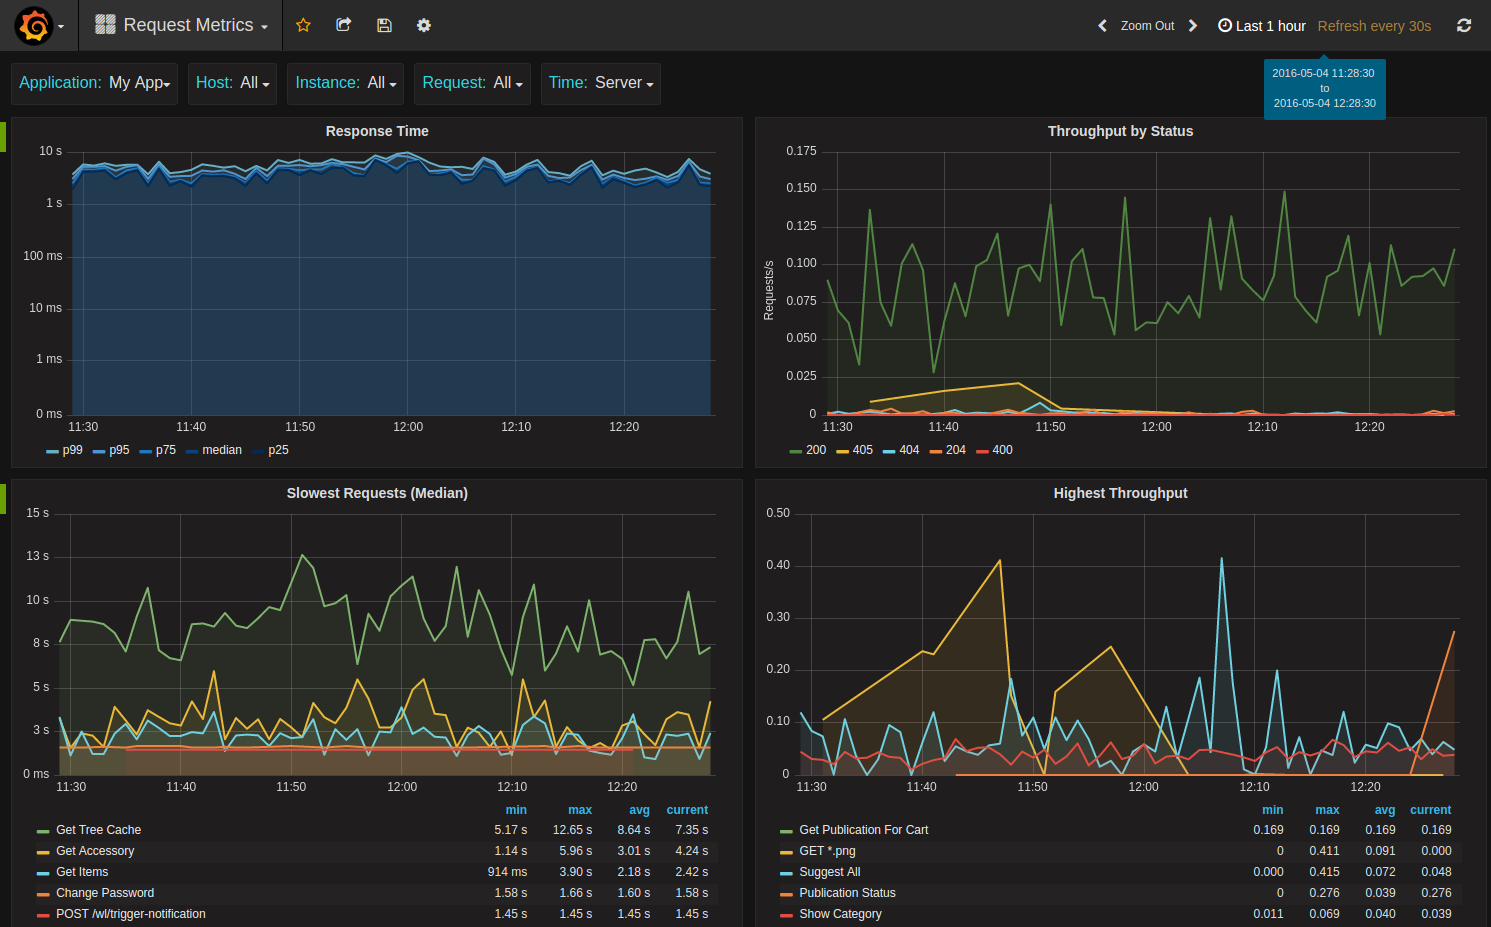 Request Metrics
Zoom Out
Last 1 hour Refresh every 30s
Application: My App Host: All Instance: All Request: All Time: Server
2016-05-04 11:28:30
to
2016-05-04 12:28:30
Response Time
10 s
1 s
100 ms
10 ms
1 ms
0 ms
11:30 11:40 11:50 12:00 12:10 12:20
p99 p95 p75 median p25
Throughput by Status
Requests/s
0.175
0.150
0.125
0.100
0.075
0.050
0.025
0
11:30 11:40 11:50 12:00 12:10 12:20
200 405 404 204 400
Slowest Requests (Median)
15 s
13 s
10 s
8 s
5 s
3 s
0 ms
11:30 11:40 11:50 12:00 12:10 12:20
min max avg current
Get Tree Cache 5.17 s 12.65 s 8.64 s 7.35 s
Get Accessory 1.14 s 5.96 s 3.01 s 4.24 s
Get Items 914 ms 3.90 s 2.18 s 2.42 s
Change Password 1.58 s 1.66 s 1.60 s 1.58 s
POST /wl/trigger-notification 1.45 s 1.45 s 1.45 s 1.45 s
Highest Throughput
0.50
0.40
0.30
0.20
0.10
0
11:30 11:40 11:50 12:00 12:10 12:20
min max avg current
Get Publication For Cart 0.169 0.169 0.169 0.169
GET *.png 0 0.411 0.091 0.000
Suggest All 0.000 0.415 0.072 0.048
Publication Status 0 0.276 0.039 0.276
Show Category 0.011 0.069 0.040 0.039